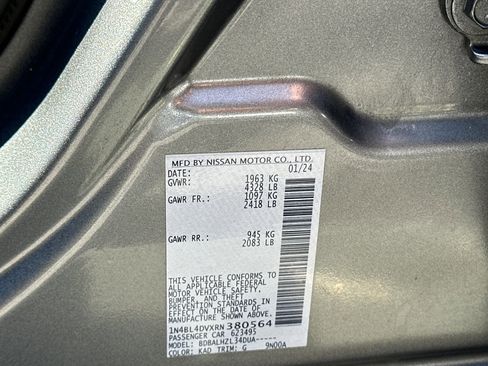 MFD BY NISSAN MOTOR CO., LTD.
DATE: 01/24
GVWR: 1963 KG
4328 LB
GAWR FR.: 1097 KG
2418 LB
GAWR RR.: 945 KG
2083 LB
THIS VEHICLE CONFORMS TO
ALL APPLICABLE FEDERAL
MOTOR VEHICLE SAFETY,
BUMPER, AND THEFT
PREVENTION STANDARDS
IN EFFECT ON THE DATE OF
MANUFACTURE SHOWN ABOVE.
1N4BL4DVXRN380564
PASSENGER CAR 623495
MODEL: BDBALHZL34DUA-----
COLOR: KAD TRIM: G 9N00A